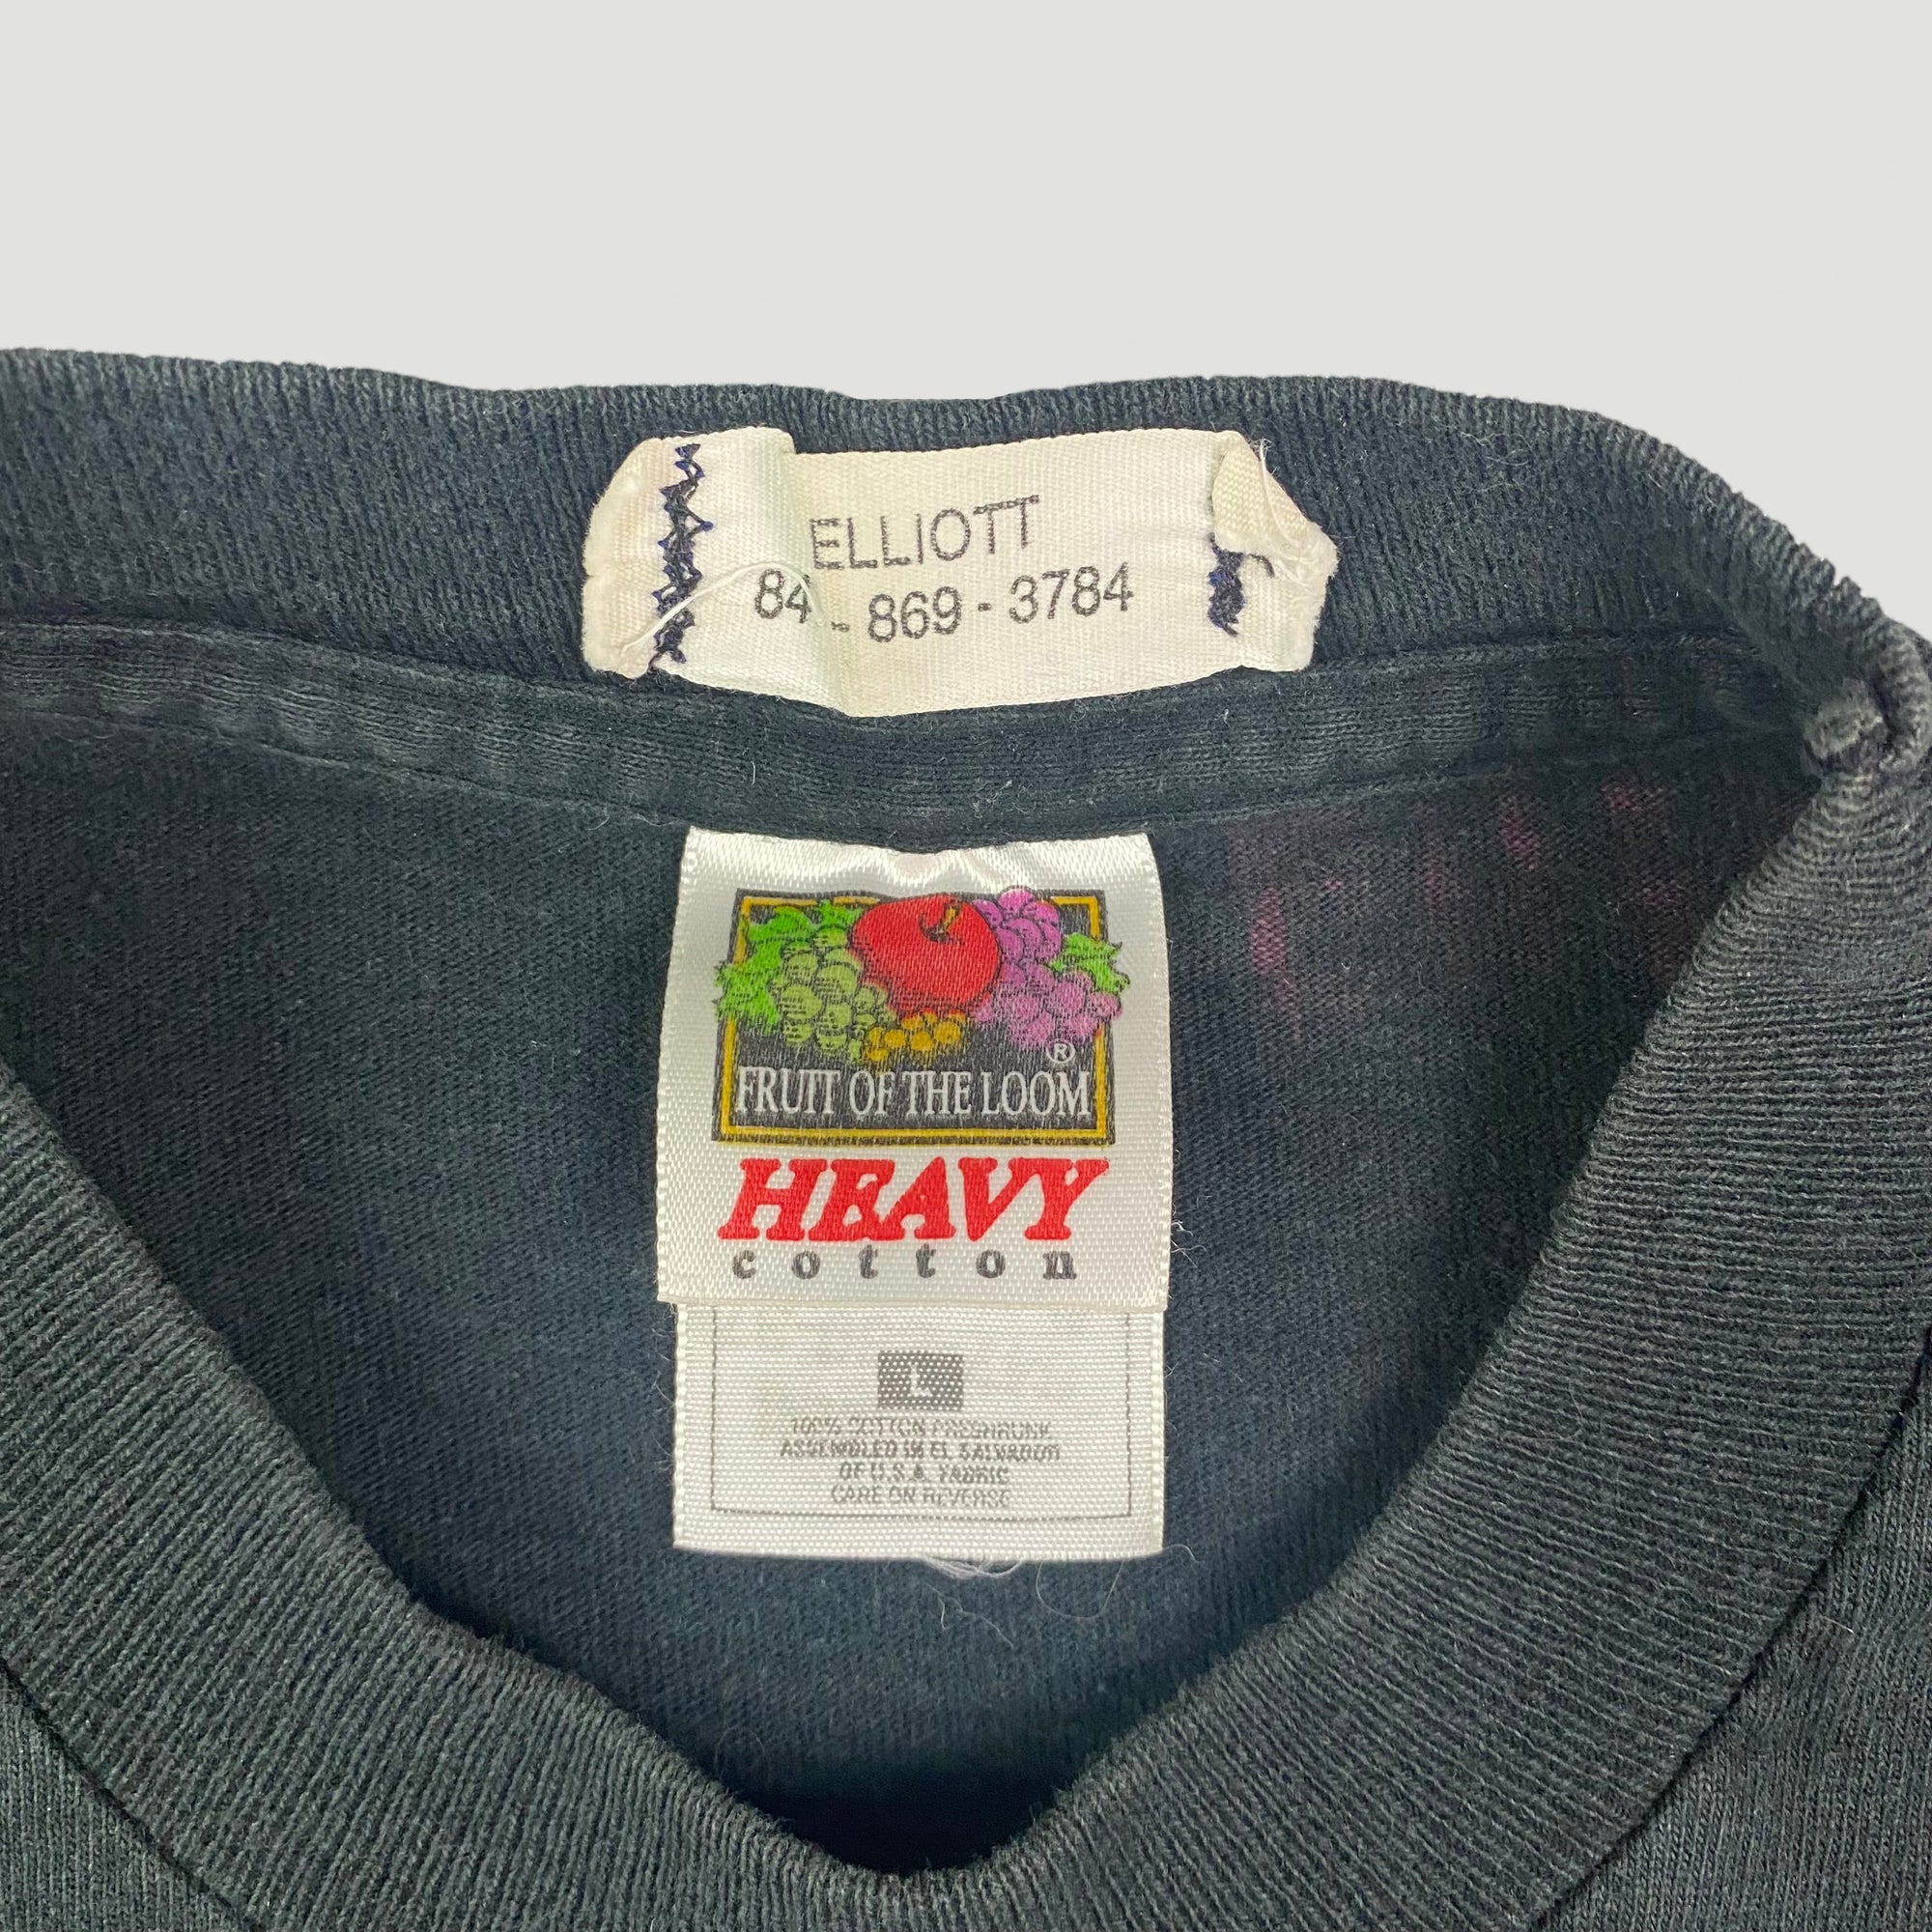 ELLIOTT
- 869 - 3784
®
FRUIT OF THE LOOM
HEAVY
cotton
L
100% COTTON PRESHRUNK
ASSEMBLED IN EL SALVADOR
OF U.S.A. FABRIC
CARE ON REVERSE